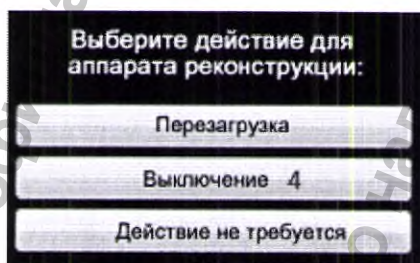 Выберите действие для
аппарата реконструкции:
Перезагрузка
Выключение 4
Действие не требуется